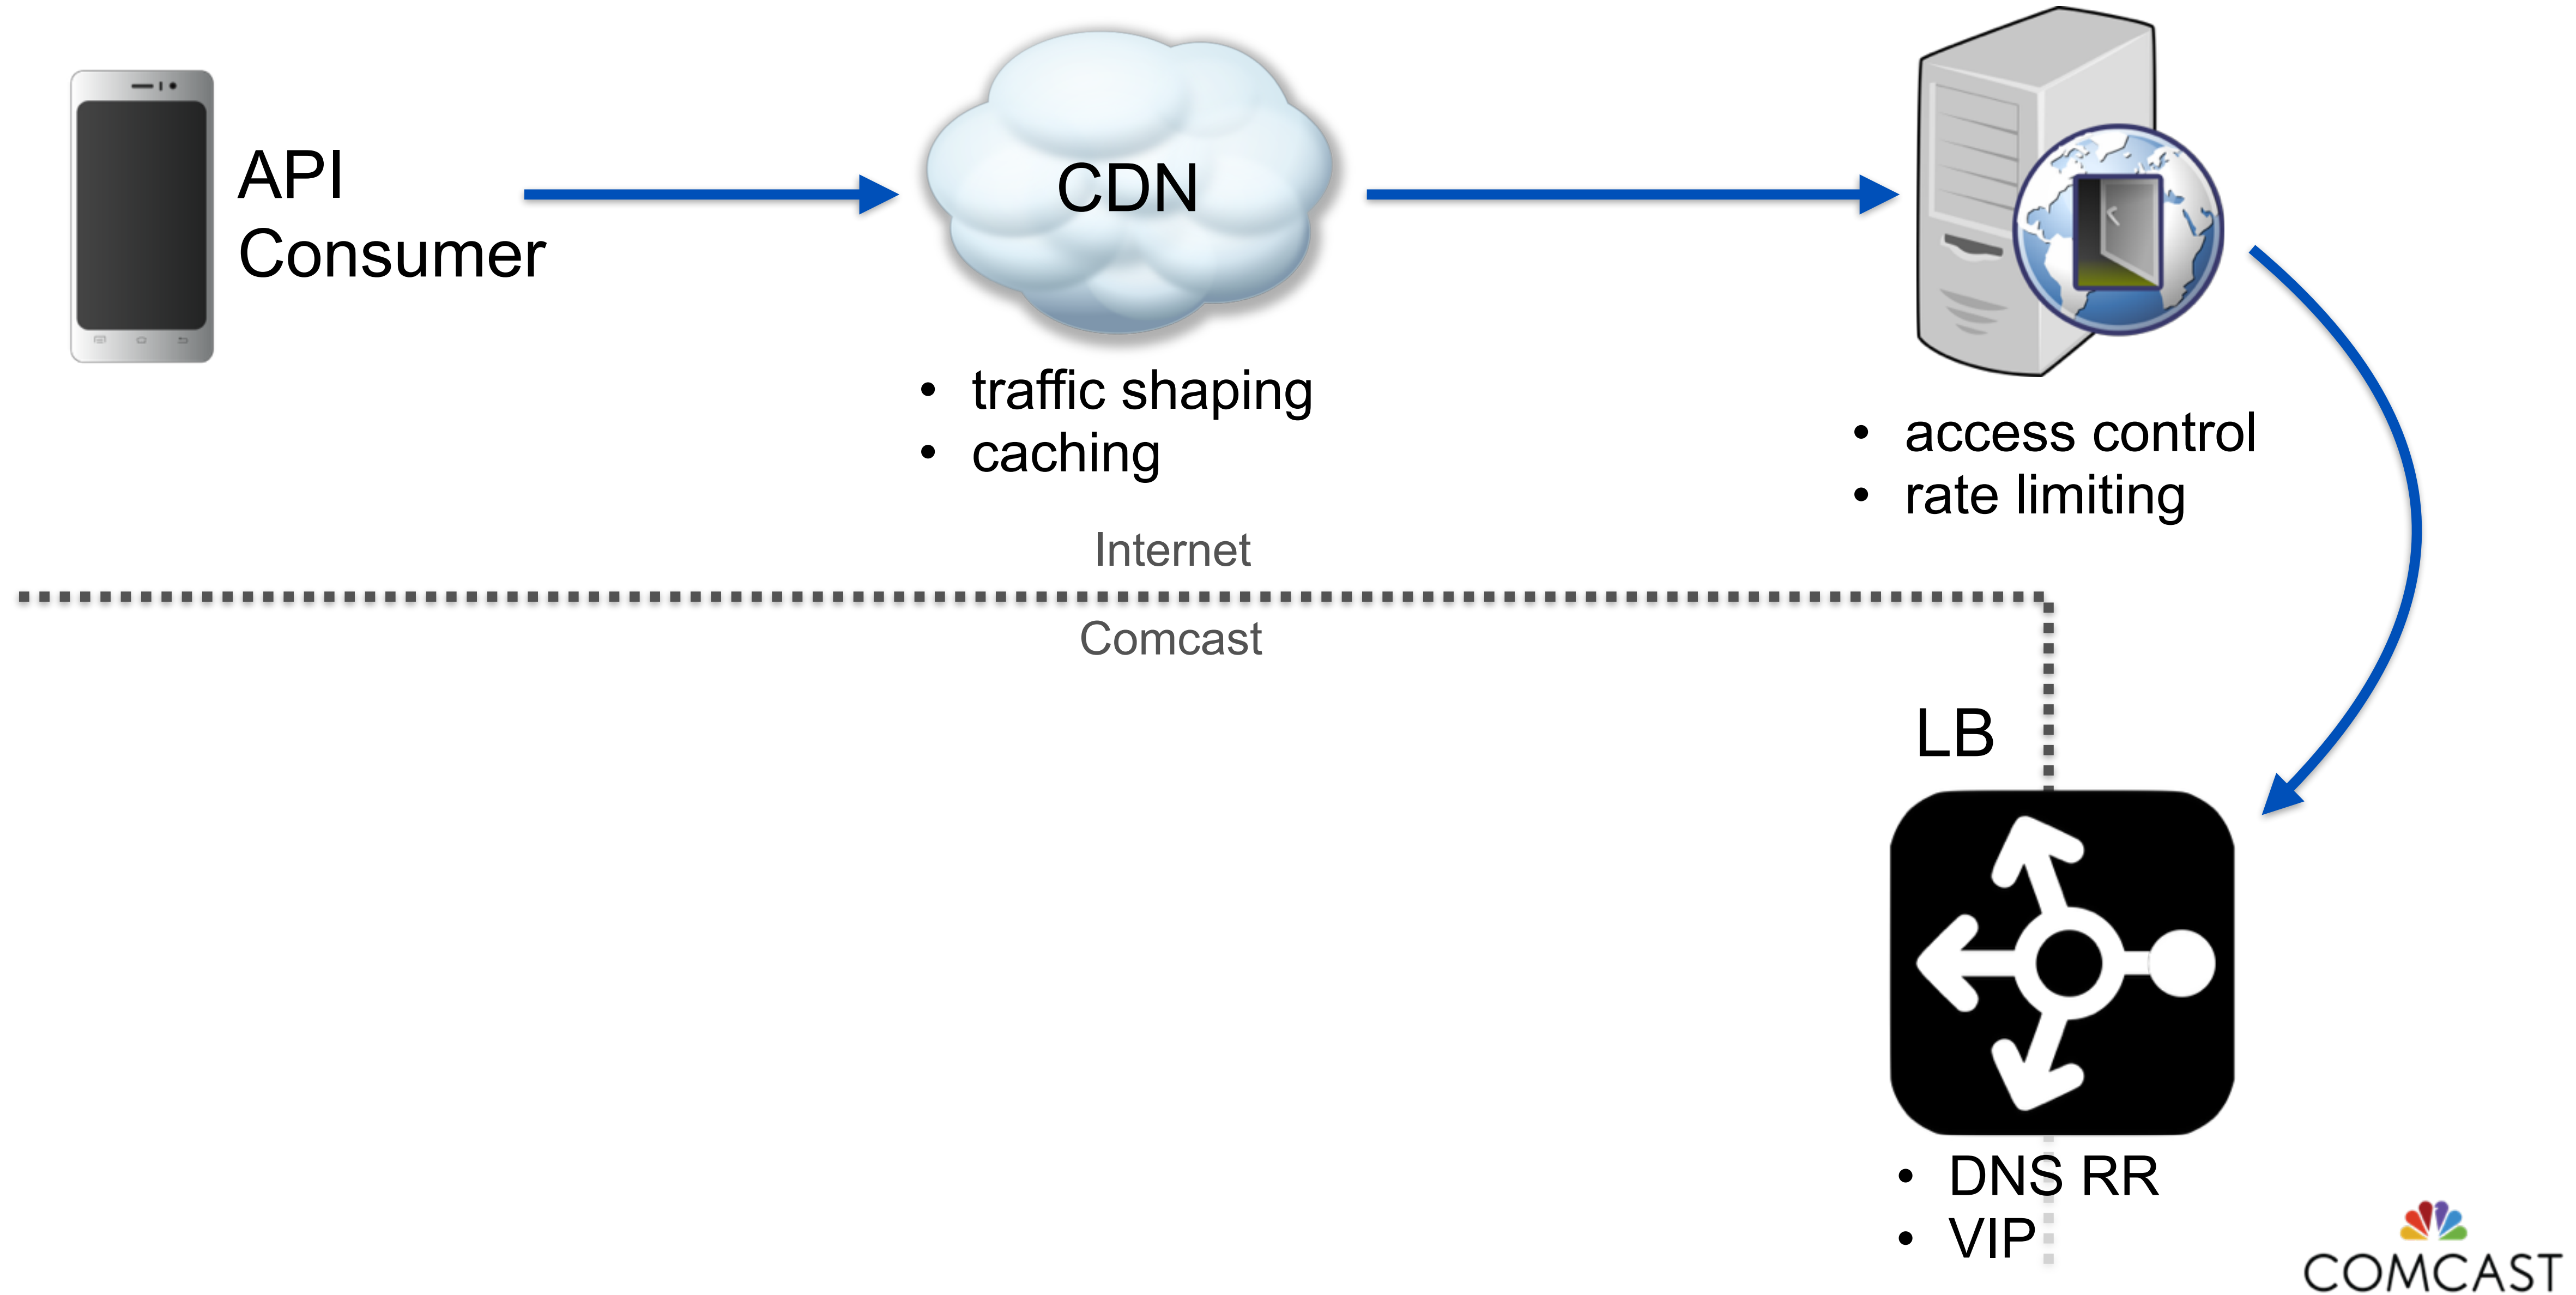 API
Consumer
CDN
• traffic shaping
• caching
• access control
• rate limiting
Internet
Comcast
LB
• DNS RR
• VIP
COMCAST